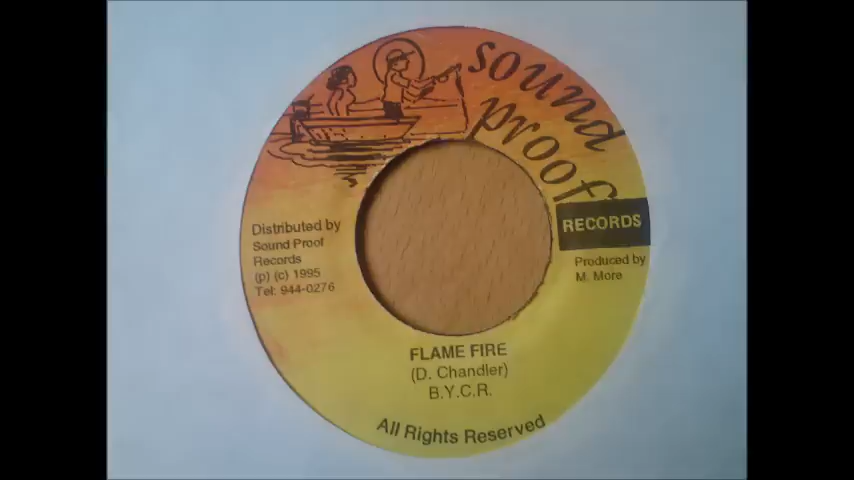 sound
proof
RECORDS
Distributed by
Sound Proof
Records
(p) (c) 1995
Tel: 944-0276
Produced by
M. More
FLAME FIRE
(D. Chandler)
B.Y.C.R.
All Rights Reserved